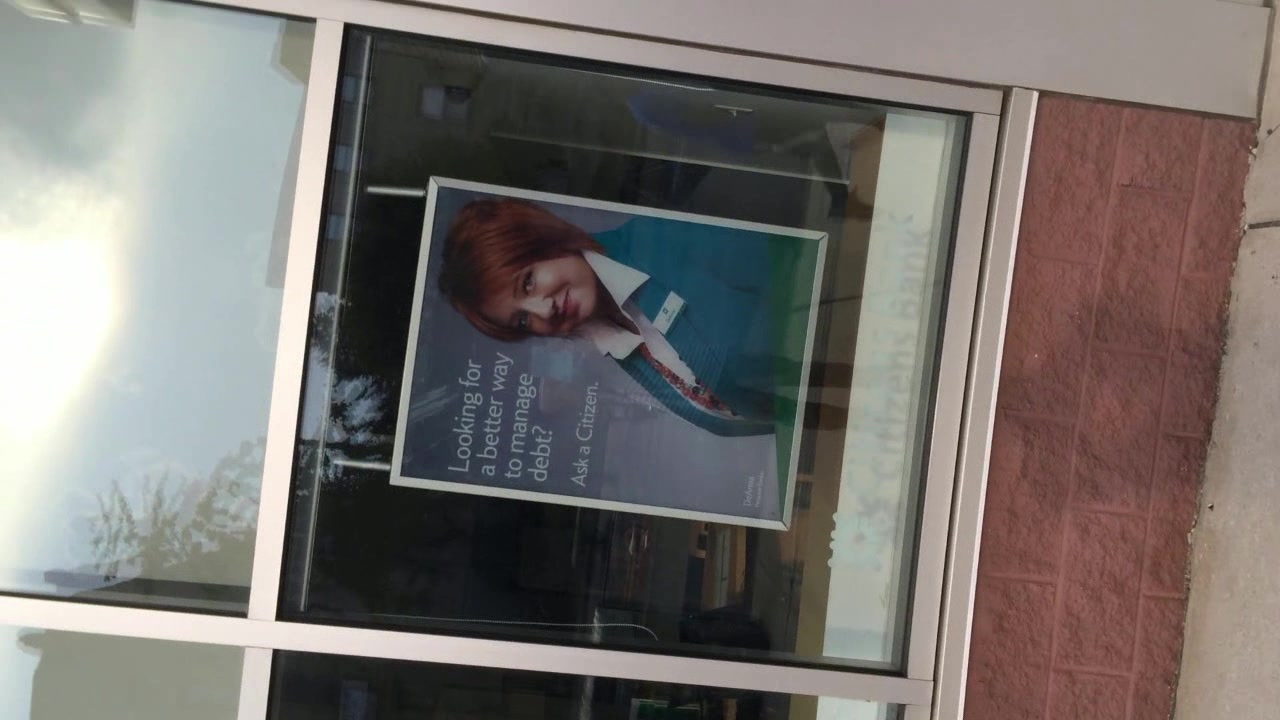 Looking for
a better way
to manage
debt?
Ask a Citizen.
Citizens Bank